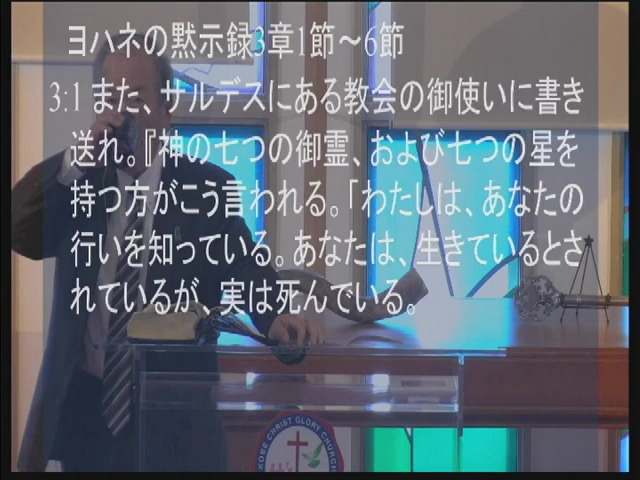 ヨハネの黙示録3章1節～6節
3:1 また、サルデスにある教会の御使いに書き
送れ。『神の七つの御霊、および七つの星を
持つ方がこう言われる。「わたしは、あなたの
行いを知っている。あなたは、生きているとさ
れているが、実は死んでいる。
KOBE CHRIST GLORY CHURCH